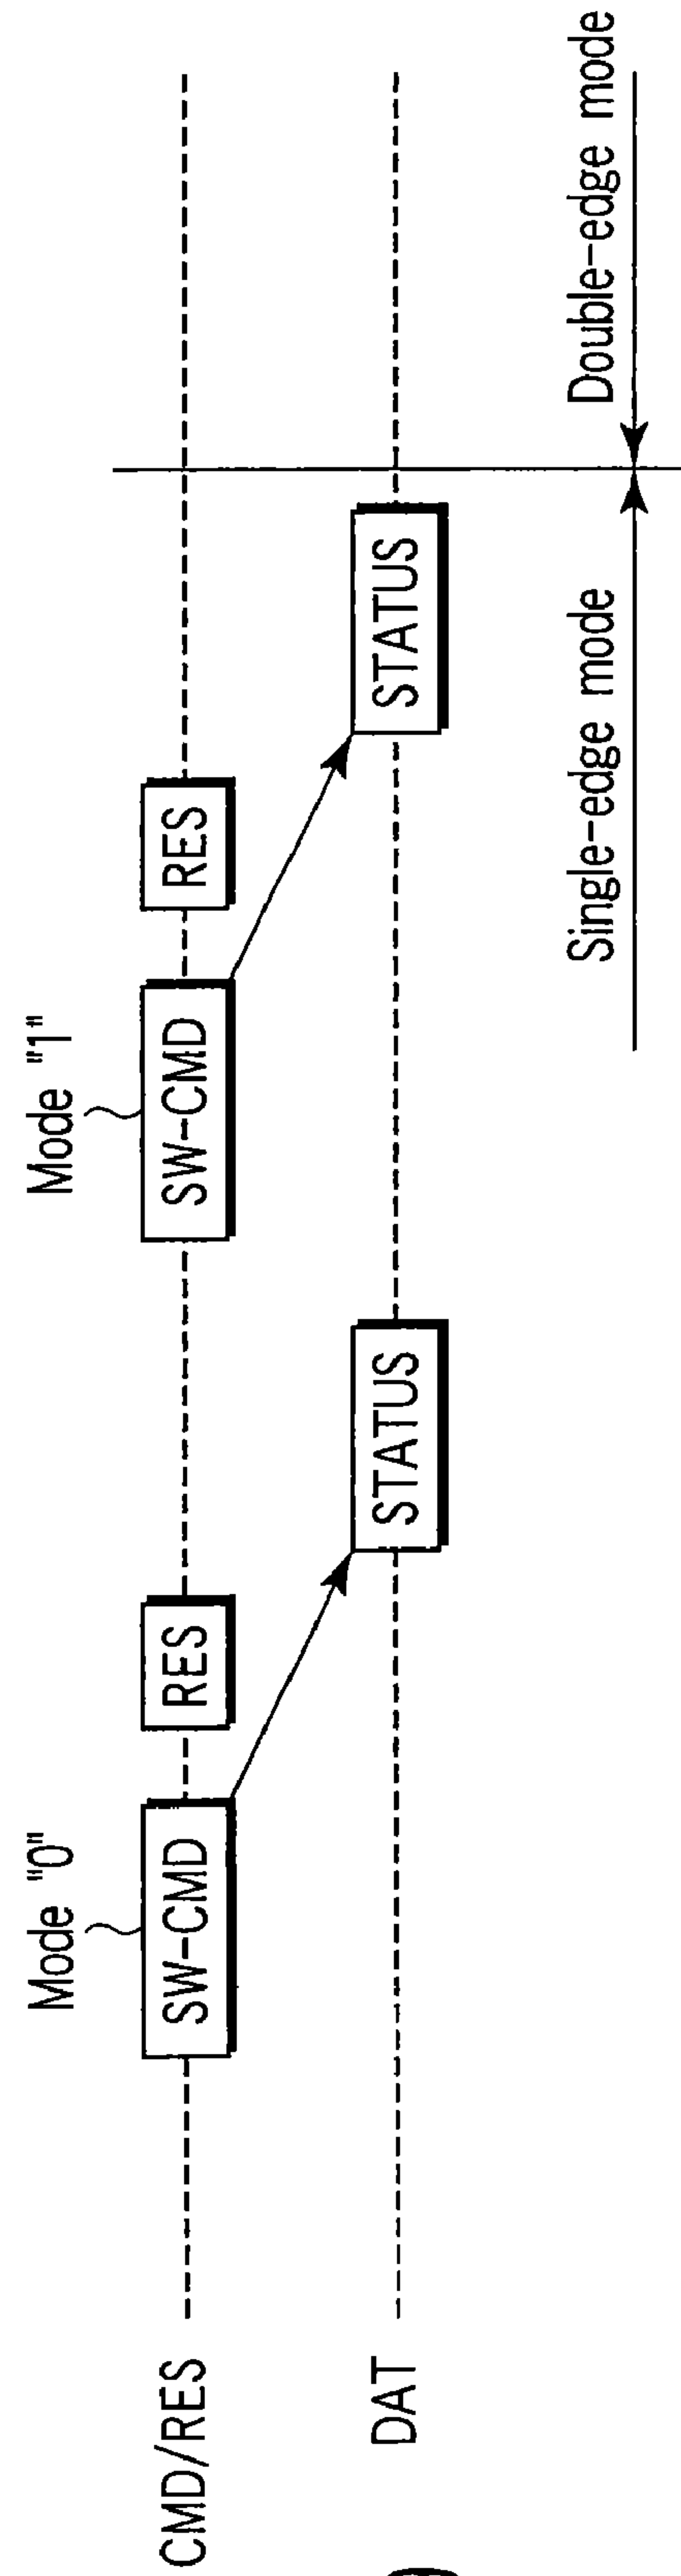 Mode "0"
Mode "1"
CMD/RES
SW-CMD
RES
SW-CMD
RES
DAT
STATUS
STATUS
Single-edge mode
Double-edge mode